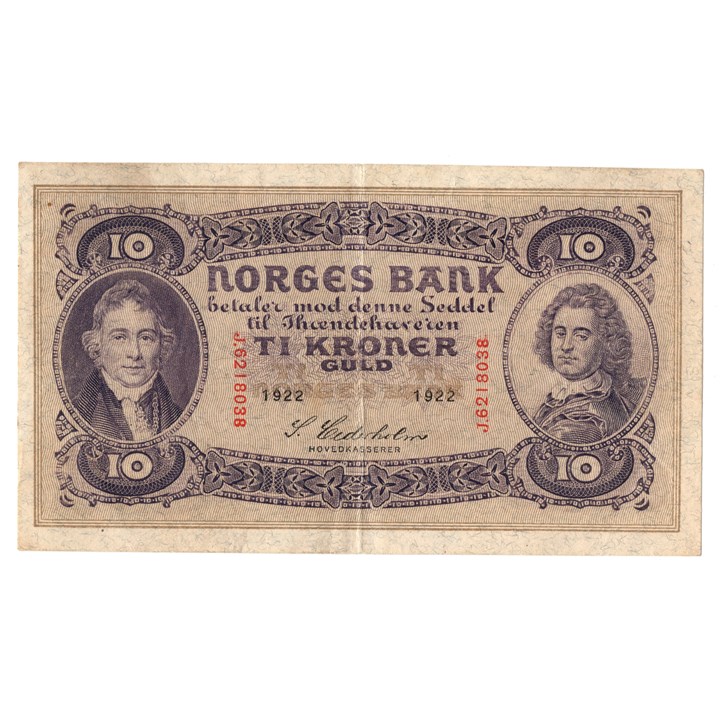 10 10
NORGES BANK
betaler mod denne Seddel
til Ihændehaveren
TI KRONER
GULD
J.6218038
J.6218038
1922 1922
S. Cederholm
HOVEDKASSERER
10 10